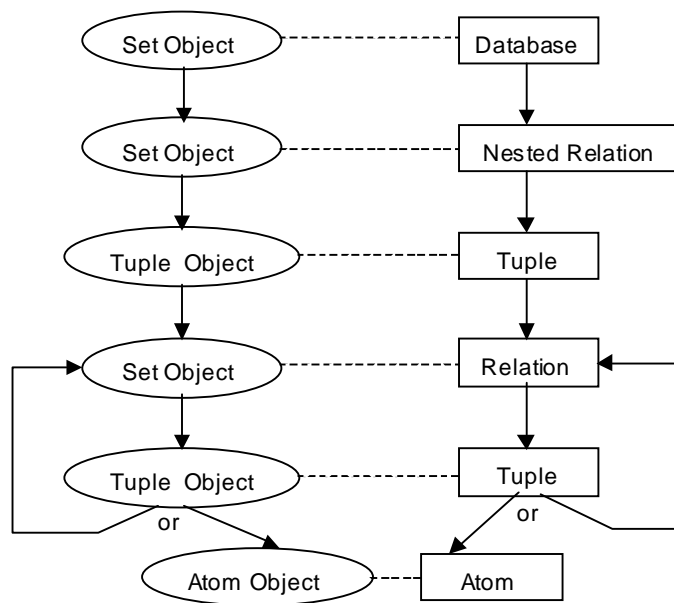 Set Object
Database
Set Object
Nested Relation
Tuple Object
Tuple
Set Object
Relation
Tuple Object
Tuple
or
or
Atom Object
Atom